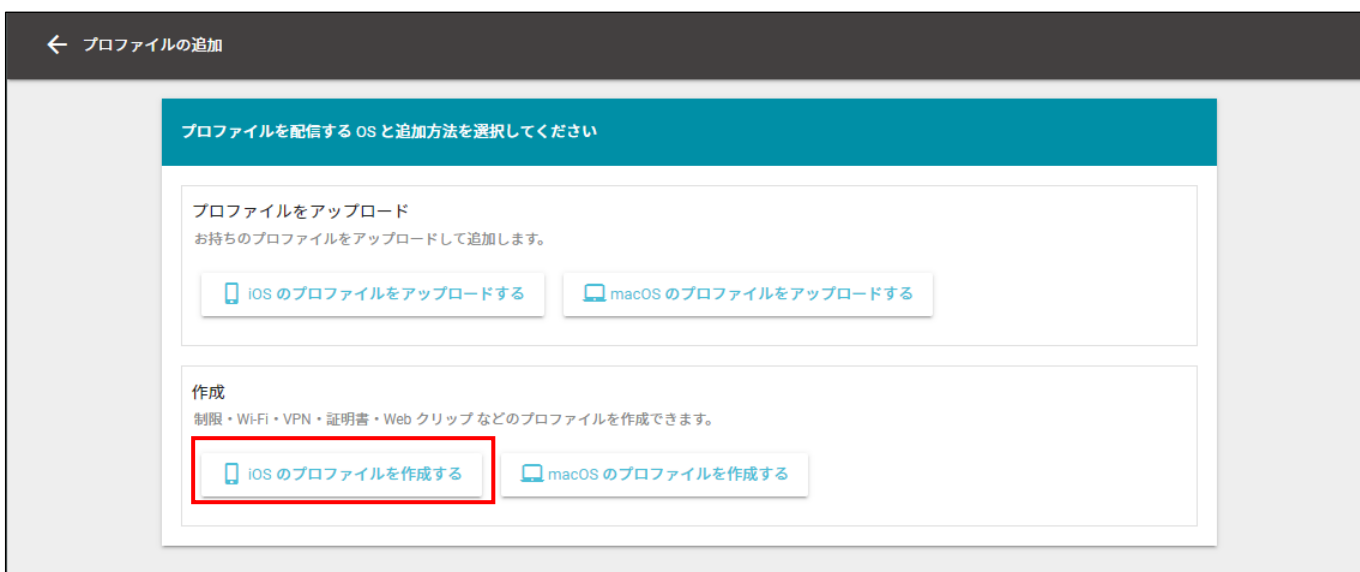 プロファイルの追加
プロファイルを配信する OS と追加方法を選択してください
プロファイルをアップロード
お持ちのプロファイルをアップロードして追加します。
iOS のプロファイルをアップロードする
macOS のプロファイルをアップロードする
作成
制限・Wi-Fi・VPN・証明書・Web クリップ などのプロファイルを作成できます。
iOS のプロファイルを作成する
macOS のプロファイルを作成する